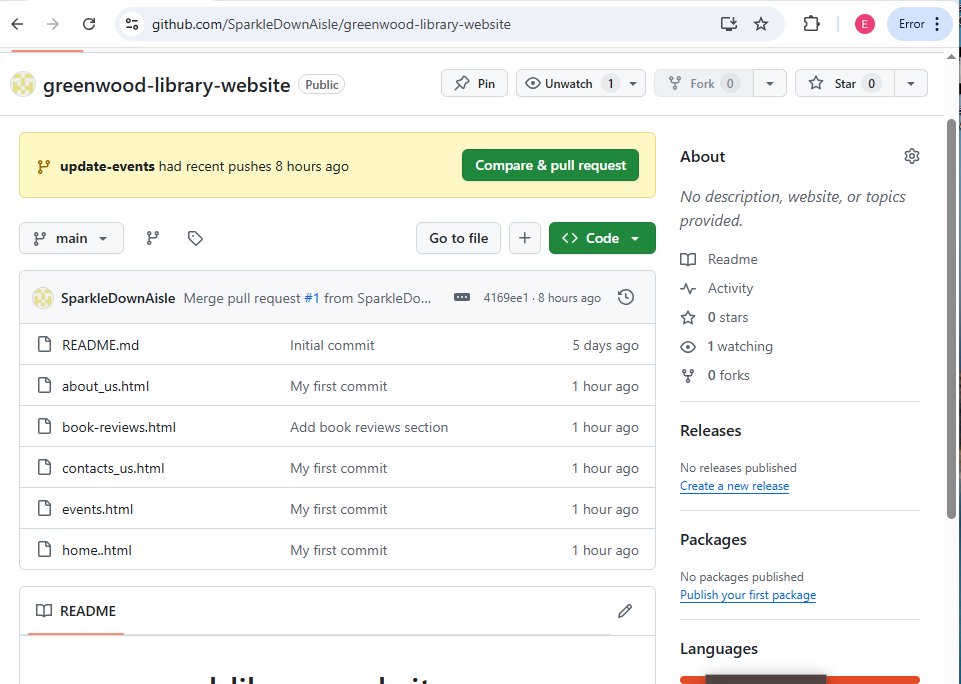 github.com/SparkleDownAisle/greenwood-library-website
E
Error
greenwood-library-website
Public
Pin
Unwatch 1
Fork 0
Star 0
update-events had recent pushes 8 hours ago
Compare & pull request
main
Go to file
Code
SparkleDownAisle Merge pull request #1 from SparkleDo... 4169ee1 · 8 hours ago
README.md Initial commit 5 days ago
about_us.html My first commit 1 hour ago
book-reviews.html Add book reviews section 1 hour ago
contacts_us.html My first commit 1 hour ago
events.html My first commit 1 hour ago
home..html My first commit 1 hour ago
README
About
No description, website, or topics
provided.
Readme
Activity
0 stars
1 watching
0 forks
Releases
No releases published
Create a new release
Packages
No packages published
Publish your first package
Languages